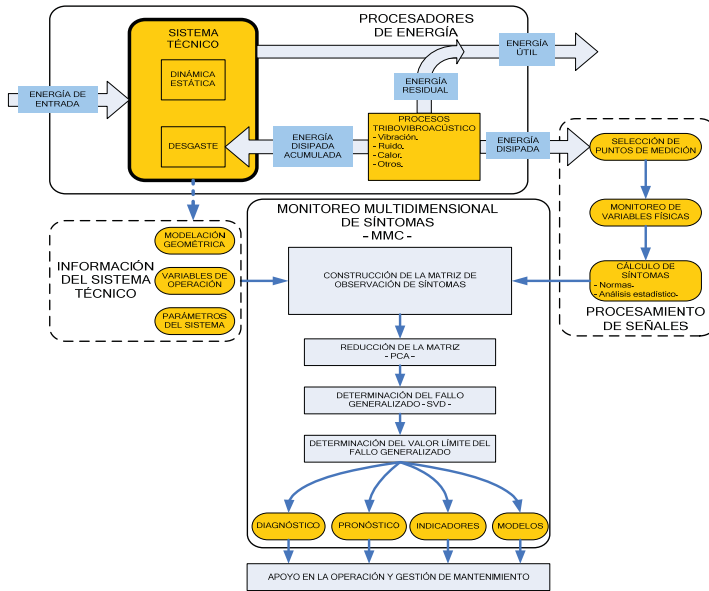 SISTEMA
TÉCNICO
PROCESADORES
DE ENERGÍA
ENERGÍA
ÚTIL
DINÁMICA
ESTÁTICA
ENERGÍA DE
ENTRADA
ENERGÍA
RESIDUAL
PROCESOS
TRIBOVIBROACÚSTICO
- Vibración.
- Ruido.
- Calor.
- Otros.
DESGASTE
ENERGÍA
DISIPADA
ACUMULADA
ENERGÍA
DISIPADA
SELECCIÓN DE
PUNTOS DE MEDICIÓN
MONITOREO DE
VARIABLES FÍSICAS
CÁLCULO DE
SÍNTOMAS
- Normas.
- Análisis estadístico.
PROCESAMIENTO
DE SEÑALES
MODELACIÓN
GEOMÉTRICA
INFORMACIÓN
DEL SISTEMA
TÉCNICO
VARIABLES DE
OPERACIÓN
PARÁMETROS
DEL SISTEMA
MONITOREO MULTIDIMENSIONAL
DE SÍNTOMAS
- MMC -
CONSTRUCCIÓN DE LA MATRIZ DE
OBSERVACIÓN DE SÍNTOMAS
REDUCCIÓN DE LA MATRIZ
- PCA -
DETERMINACIÓN DEL FALLO
GENERALIZADO - SVD -
DETERMINACIÓN DEL VALOR LÍMITE DEL
FALLO GENERALIZADO
DIAGNÓSTICO
PRONÓSTICO
INDICADORES
MODELOS
APOYO EN LA OPERACIÓN Y GESTIÓN DE MANTENIMIENTO